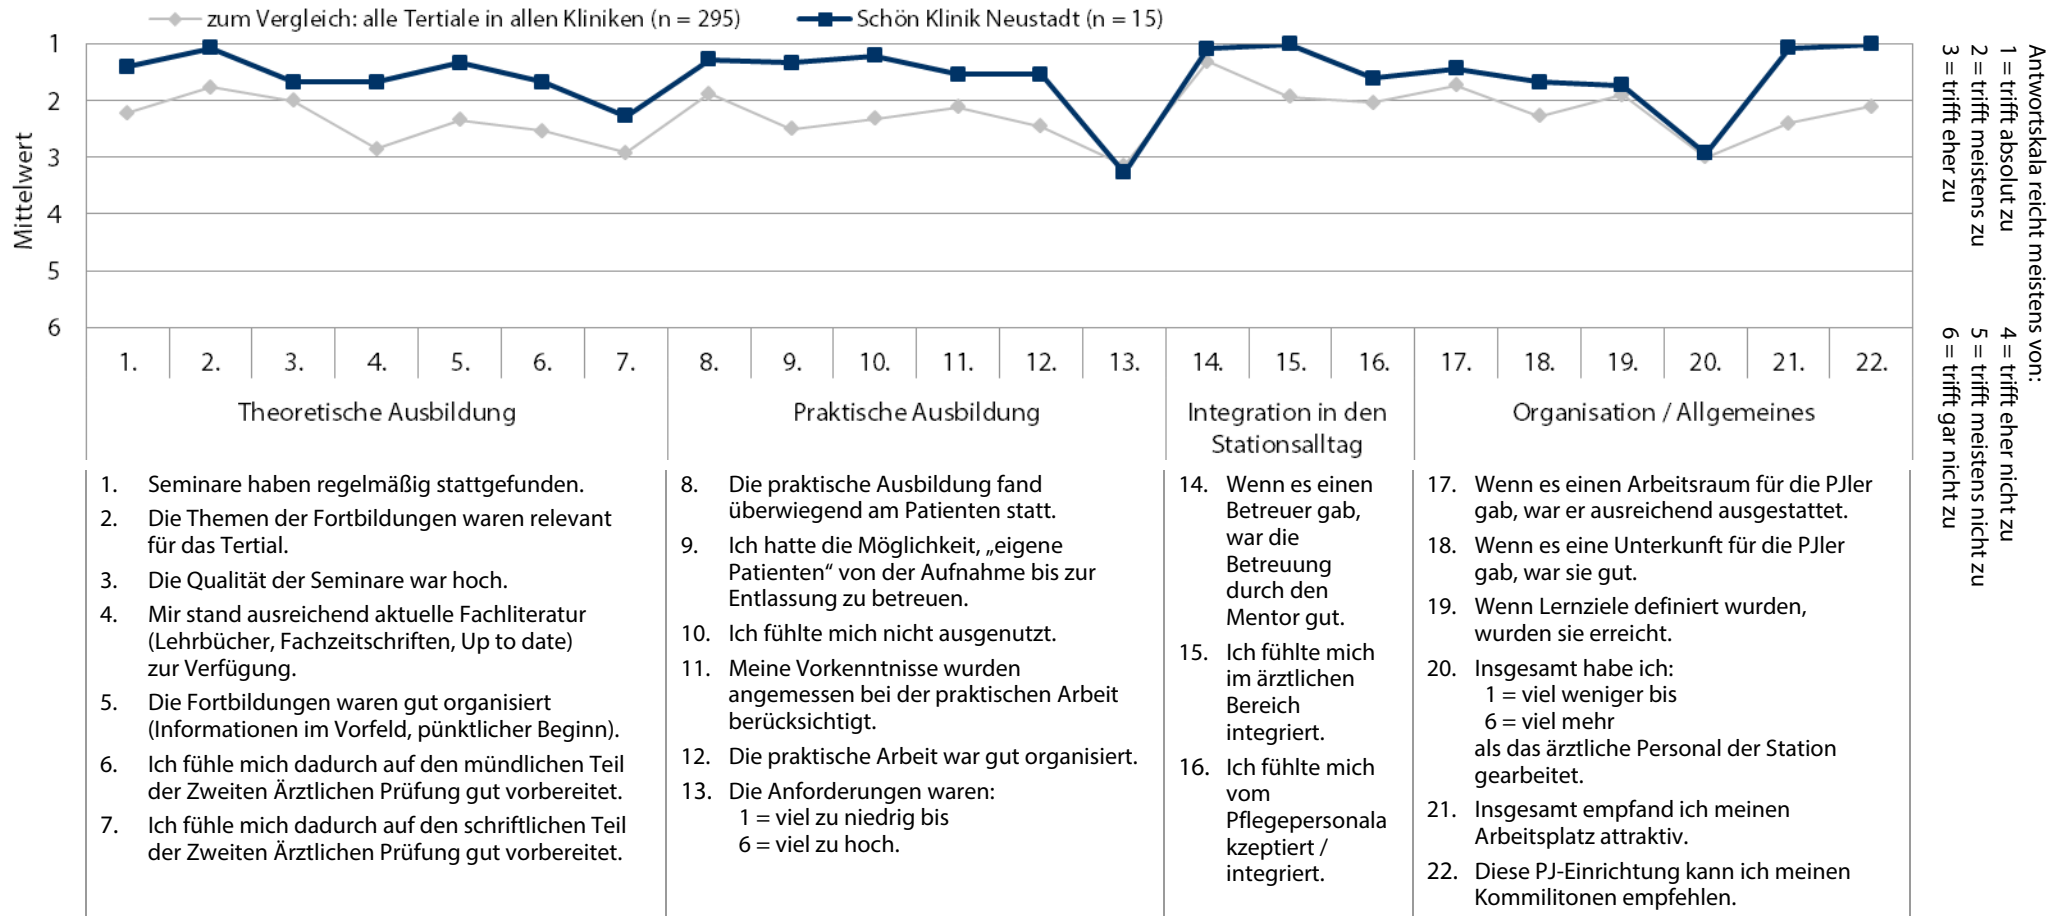 zum Vergleich: alle Tertiale in allen Kliniken (n = 295)
Schön Klinik Neustadt (n = 15)
Mittelwert
1
2
3
4
5
6
1. 2. 3. 4. 5. 6. 7. 8. 9. 10. 11. 12. 13. 14. 15. 16. 17. 18. 19. 20. 21. 22.
Theoretische Ausbildung
Praktische Ausbildung
Integration in den
Stationsalltag
Organisation / Allgemeines
1. Seminare haben regelmäßig stattgefunden.
2. Die Themen der Fortbildungen waren relevant
für das Tertial.
3. Die Qualität der Seminare war hoch.
4. Mir stand ausreichend aktuelle Fachliteratur
(Lehrbücher, Fachzeitschriften, Up to date)
zur Verfügung.
5. Die Fortbildungen waren gut organisiert
(Informationen im Vorfeld, pünktlicher Beginn).
6. Ich fühle mich dadurch auf den mündlichen Teil
der Zweiten Ärztlichen Prüfung gut vorbereitet.
7. Ich fühle mich dadurch auf den schriftlichen Teil
der Zweiten Ärztlichen Prüfung gut vorbereitet.
8. Die praktische Ausbildung fand
überwiegend am Patienten statt.
9. Ich hatte die Möglichkeit, „eigene
Patienten“ von der Aufnahme bis zur
Entlassung zu betreuen.
10. Ich fühlte mich nicht ausgenutzt.
11. Meine Vorkenntnisse wurden
angemessen bei der praktischen Arbeit
berücksichtigt.
12. Die praktische Arbeit war gut organisiert.
13. Die Anforderungen waren:
1 = viel zu niedrig bis
6 = viel zu hoch.
14. Wenn es einen
Betreuer gab,
war die
Betreuung
durch den
Mentor gut.
15. Ich fühlte mich
im ärztlichen
Bereich
integriert.
16. Ich fühlte mich
vom
Pflegepersonala
kzeptiert /
integriert.
17. Wenn es einen Arbeitsraum für die PJler
gab, war er ausreichend ausgestattet.
18. Wenn es eine Unterkunft für die PJler
gab, war sie gut.
19. Wenn Lernziele definiert wurden,
wurden sie erreicht.
20. Insgesamt habe ich:
1 = viel weniger bis
6 = viel mehr
als das ärztliche Personal der Station
gearbeitet.
21. Insgesamt empfand ich meinen
Arbeitsplatz attraktiv.
22. Diese PJ-Einrichtung kann ich meinen
Kommilitonen empfehlen.
Antwortskala reicht meistens von:
1 = trifft absolut zu
2 = trifft meistens zu
3 = trifft eher zu
4 = trifft eher nicht zu
5 = trifft meistens nicht zu
6 = trifft gar nicht zu